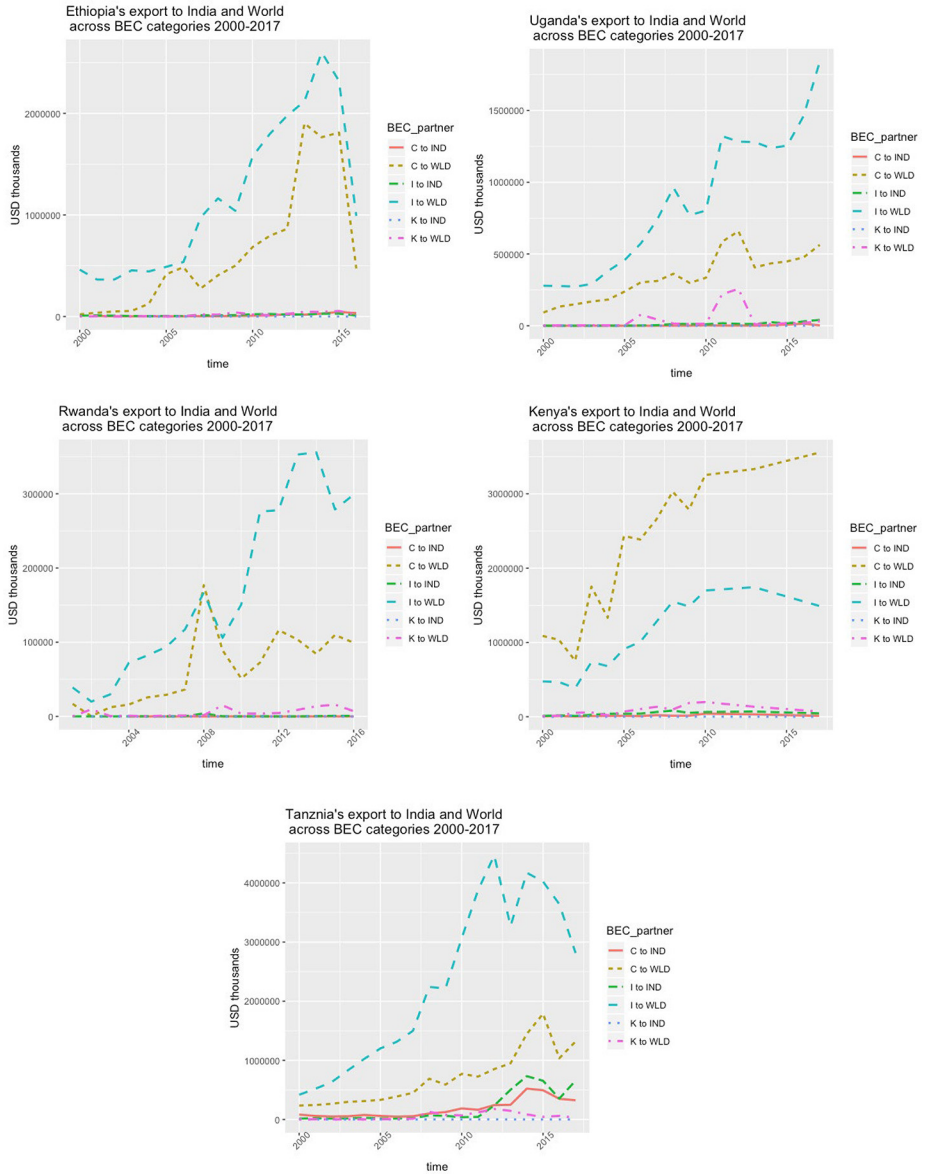 Ethiopia's export to India and World
across BEC categories 2000-2017
USD thousands
2000000
1000000
0
2000
2005
2010
2015
time
BEC_partner
C to IND
C to WLD
I to IND
I to WLD
K to IND
K to WLD
Uganda's export to India and World
across BEC categories 2000-2017
USD thousands
1500000
1000000
500000
0
2000
2005
2010
2015
time
BEC_partner
C to IND
C to WLD
I to IND
I to WLD
K to IND
K to WLD
Rwanda's export to India and World
across BEC categories 2000-2017
USD thousands
300000
200000
100000
0
2004
2008
2012
2016
time
BEC_partner
C to IND
C to WLD
I to IND
I to WLD
K to IND
K to WLD
Kenya's export to India and World
across BEC categories 2000-2017
USD thousands
3000000
2000000
1000000
0
2000
2005
2010
2015
time
BEC_partner
C to IND
C to WLD
I to IND
I to WLD
K to IND
K to WLD
Tanznia's export to India and World
across BEC categories 2000-2017
USD thousands
4000000
3000000
2000000
1000000
0
2000
2005
2010
2015
time
BEC_partner
C to IND
C to WLD
I to IND
I to WLD
K to IND
K to WLD